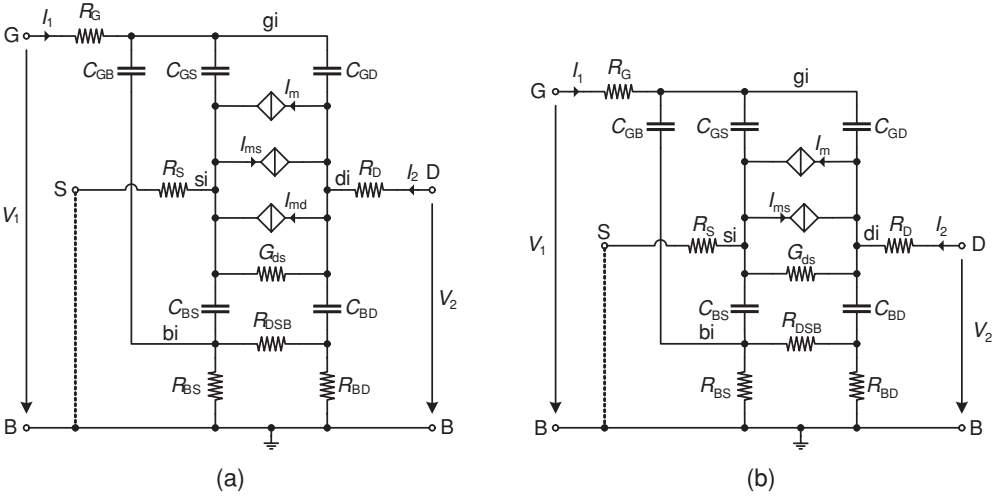 G
I1
RG
gi
CGB
CGS
CGD
Im
Ims
S
RS
si
di
RD
I2
D
V1
Imd
Gds
V2
CBS
CBD
bi
RDSB
RBS
RBD
B
B
(a)
G
I1
RG
gi
CGB
CGS
CGD
Im
Ims
S
RS
si
di
RD
I2
D
V1
Gds
V2
CBS
CBD
bi
RDSB
RBS
RBD
B
B
(b)